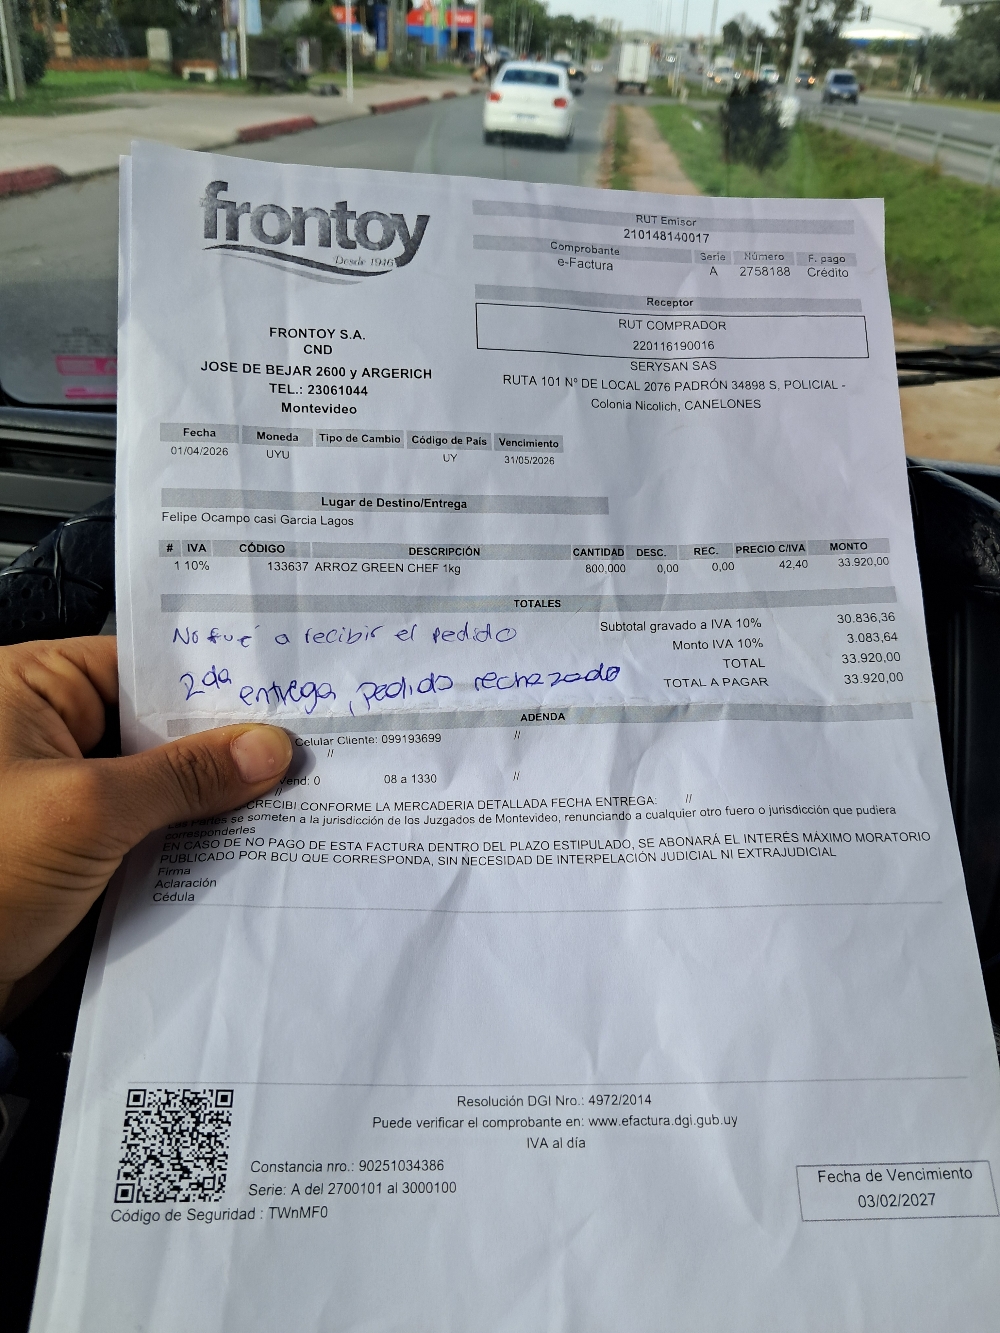 frontoy
Desde 1946
RUT Emisor
210148140017
Comprobante Serie Número F. pago
e-Factura A 2758188 Crédito
Receptor
RUT COMPRADOR
220116190016
SERYSAN SAS
RUTA 101 Nº DE LOCAL 2076 PADRÓN 34898 S. POLICIAL -
Colonia Nicolich, CANELONES
FRONTOY S.A.
CND
JOSE DE BEJAR 2600 y ARGERICH
TEL.: 23061044
Montevideo
Fecha Moneda Tipo de Cambio Código de País Vencimiento
01/04/2026 UYU UY 31/05/2026
Lugar de Destino/Entrega
Felipe Ocampo casi Garcia Lagos
# IVA CÓDIGO DESCRIPCIÓN CANTIDAD DESC. REC. PRECIO C/IVA MONTO
1 10% 133637 ARROZ GREEN CHEF 1kg 800,000 0,00 0,00 42,40 33.920,00
TOTALES
Subtotal gravado a IVA 10% 30.836,36
Monto IVA 10% 3.083,64
TOTAL 33.920,00
TOTAL A PAGAR 33.920,00
No fué a recibir el pedido
2da entrega, pedido rechazado
ADENDA
Celular Cliente: 099193699 //
//
Vend: 0 08 a 1330 //
//
RECIBI CONFORME LA MERCADERIA DETALLADA FECHA ENTREGA: //
Las Partes se someten a la jurisdicción de los Juzgados de Montevideo, renunciando a cualquier otro fuero o jurisdicción que pudiera
corresponderles
EN CASO DE NO PAGO DE ESTA FACTURA DENTRO DEL PLAZO ESTIPULADO, SE ABONARÁ EL INTERÉS MÁXIMO MORATORIO
PUBLICADO POR BCU QUE CORRESPONDA, SIN NECESIDAD DE INTERPELACIÓN JUDICIAL NI EXTRAJUDICIAL
Firma
Aclaración
Cédula
Resolución DGI Nro.: 4972/2014
Puede verificar el comprobante en: www.efactura.dgi.gub.uy
IVA al día
Constancia nro.: 90251034386
Serie: A del 2700101 al 3000100
Código de Seguridad : TWnMF0
Fecha de Vencimiento
03/02/2027